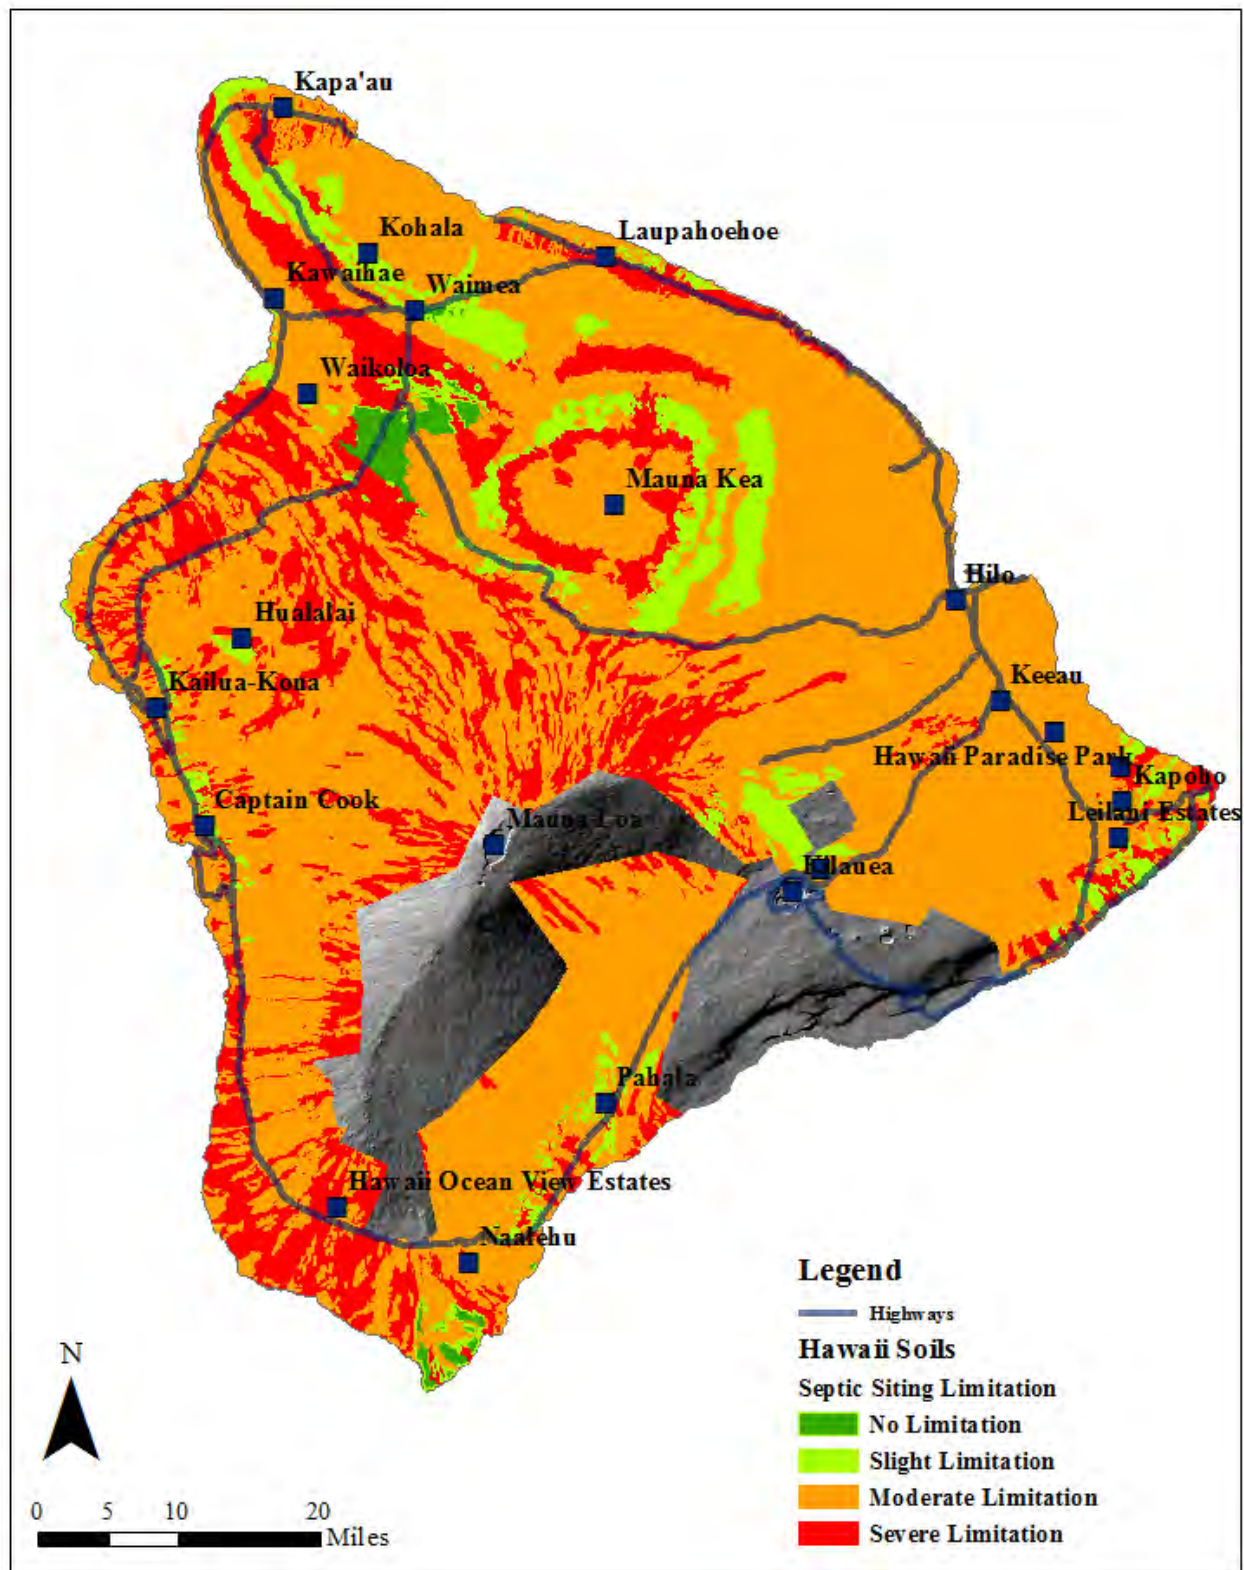 Kapa'au
Kohala
Laupahoehoe
Kawaihae
Waimea
Waikoloa
Mauna Kea
Hilo
Hualalai
Keeau
Kailua-Kona
Hawaii Paradise Park
Kapoho
Captain Cook
Leilani Estates
Mauna Loa
Kilauea
Pahala
Hawaii Ocean View Estates
Naalehu
Legend
Highways
Hawaii Soils
Septic Siting Limitation
No Limitation
Slight Limitation
Moderate Limitation
Severe Limitation
N
0 5 10 20
Miles